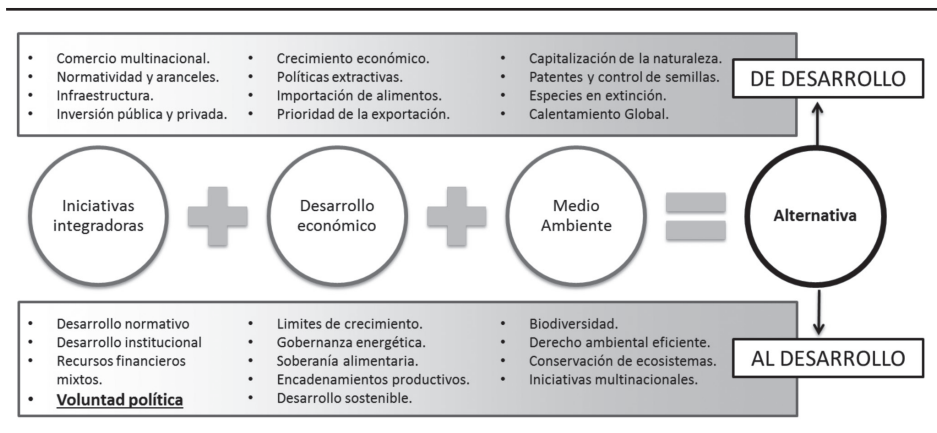 • Comercio multinacional.
• Normatividad y aranceles.
• Infraestructura.
• Inversión pública y privada.
• Crecimiento económico.
• Políticas extractivas.
• Importación de alimentos.
• Prioridad de la exportación.
• Capitalización de la naturaleza.
• Patentes y control de semillas.
• Especies en extinción.
• Calentamiento Global.
DE DESARROLLO
Iniciativas
integradoras
Desarrollo
económico
Medio
Ambiente
Alternativa
• Desarrollo normativo
• Desarrollo institucional
• Recursos financieros
mixtos.
• Voluntad política
• Limites de crecimiento.
• Gobernanza energética.
• Soberanía alimentaria.
• Encadenamientos productivos.
• Desarrollo sostenible.
• Biodiversidad.
• Derecho ambiental eficiente.
• Conservación de ecosistemas.
• Iniciativas multinacionales.
AL DESARROLLO